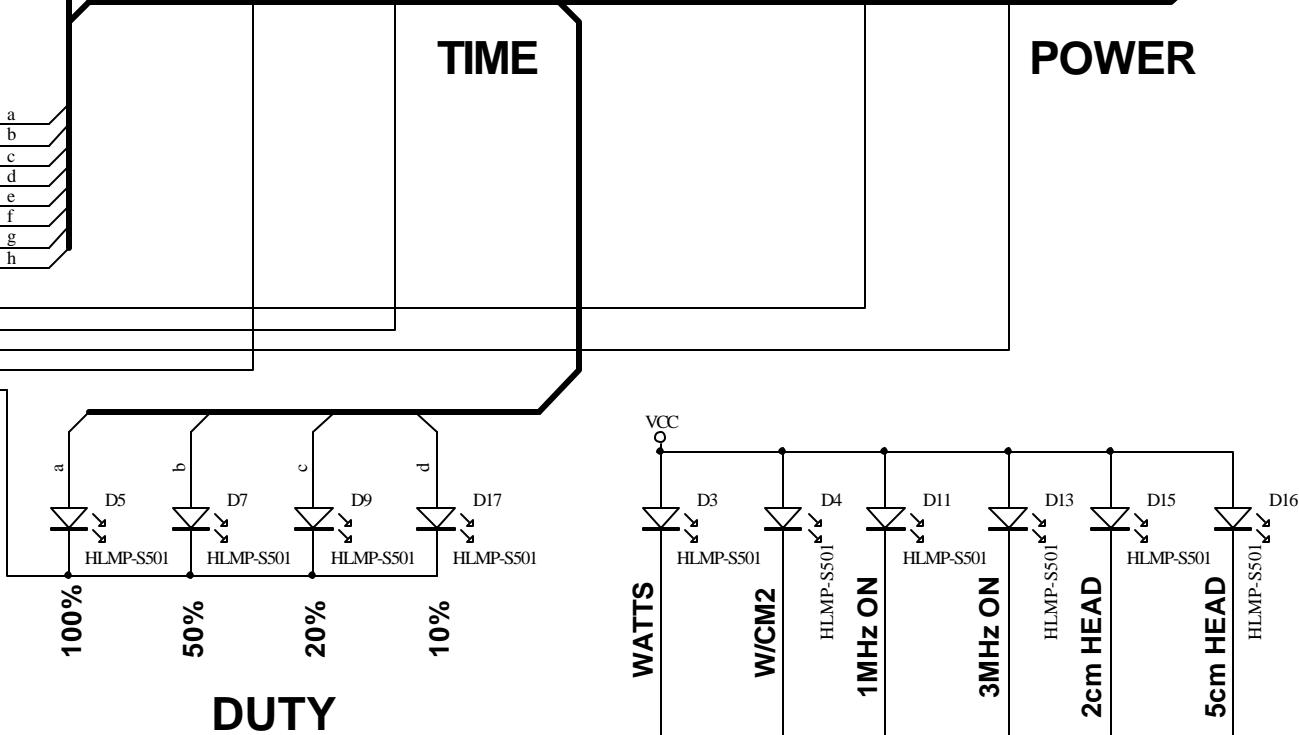 TIME
POWER
a
b
c
d
e
f
g
h
VCC
a
b
c
d
D5
D7
D9
D17
D3
D4
D11
D13
D15
D16
HLMP-S501
HLMP-S501
HLMP-S501
HLMP-S501
HLMP-S501
HLMP-S501
HLMP-S501
HLMP-S501
HLMP-S501
HLMP-S501
100%
50%
20%
10%
WATTS
W/CM2
1MHz ON
3MHz ON
2cm HEAD
5cm HEAD
DUTY